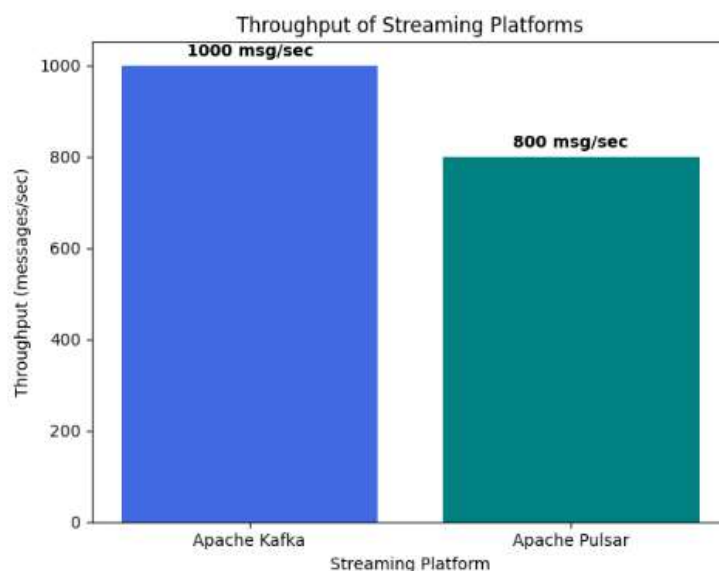 Throughput of Streaming Platforms
1000 msg/sec
800 msg/sec
1000
800
600
400
200
0
Throughput (messages/sec)
Apache Kafka
Apache Pulsar
Streaming Platform